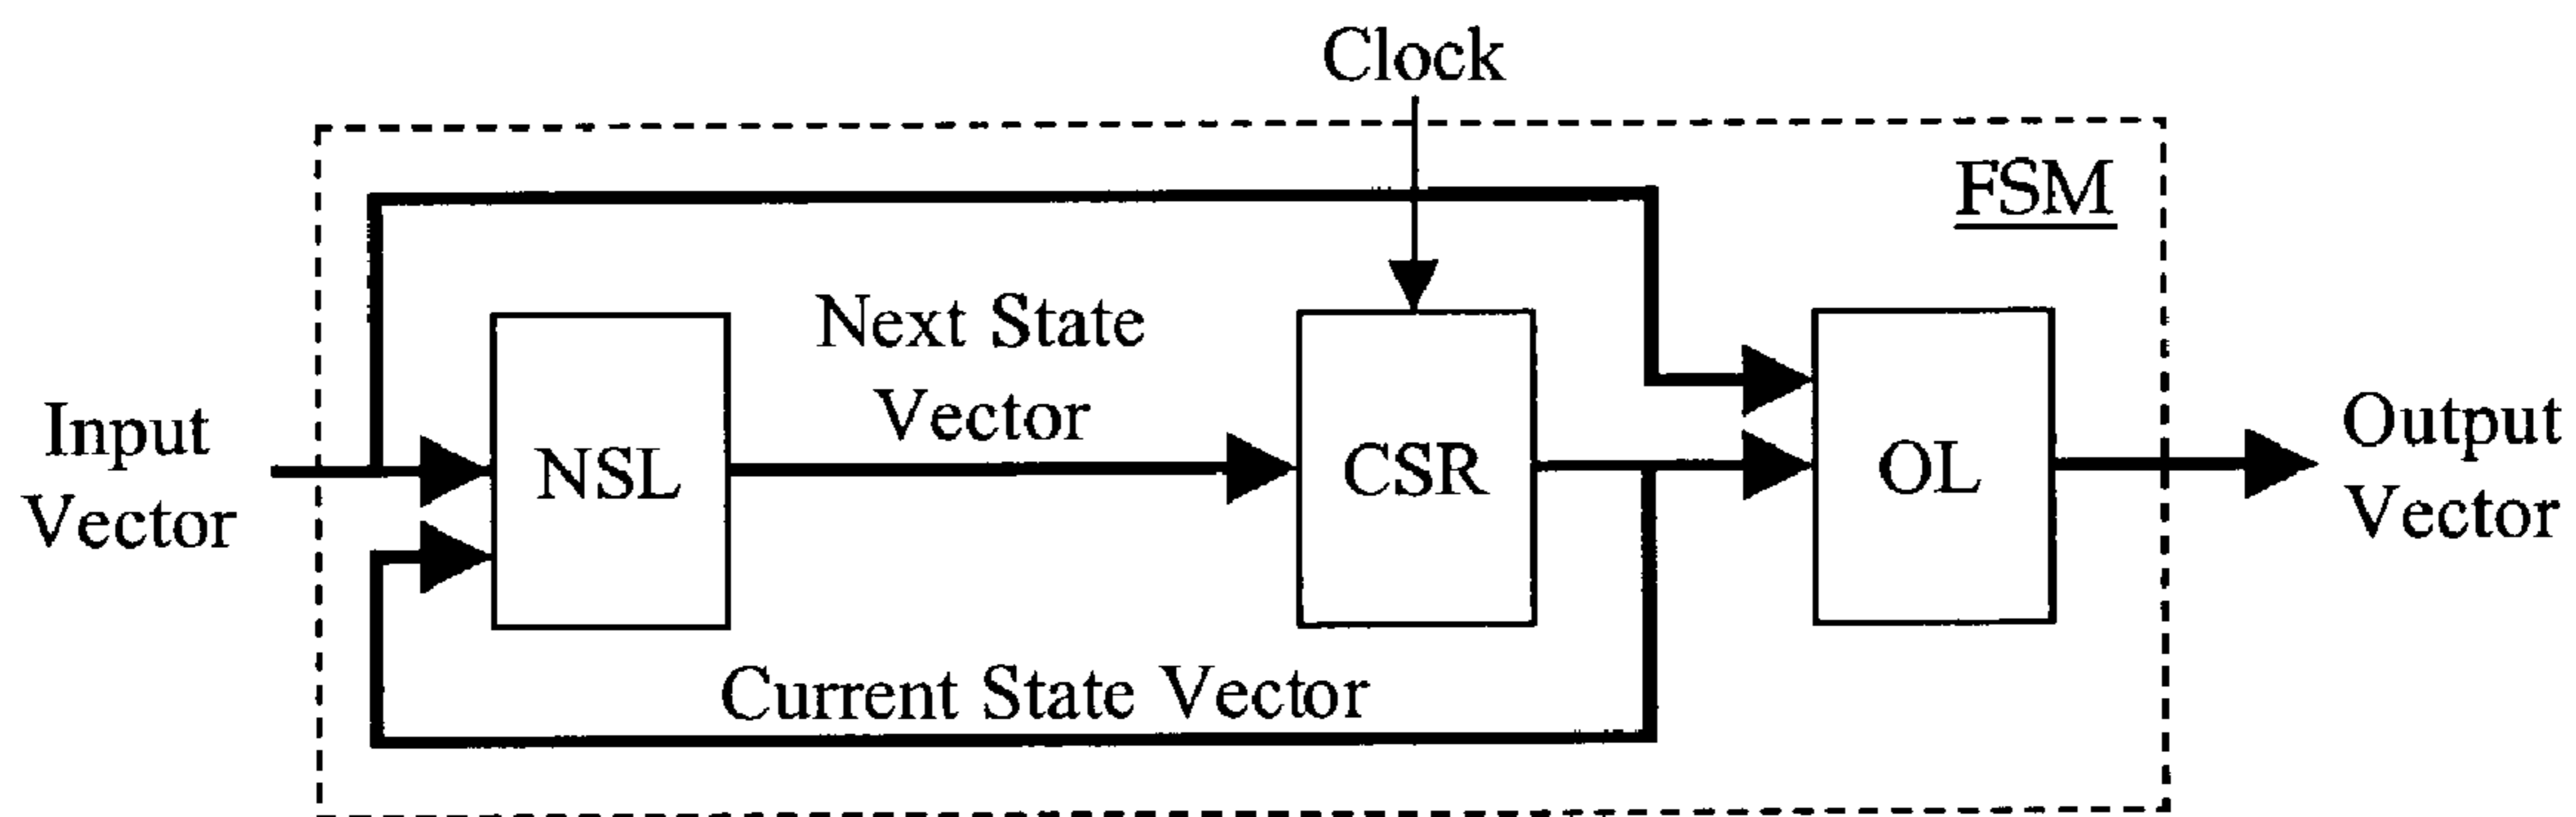 Clock
FSM
Next State
Vector
Input
Vector
NSL
CSR
OL
Output
Vector
Current State Vector